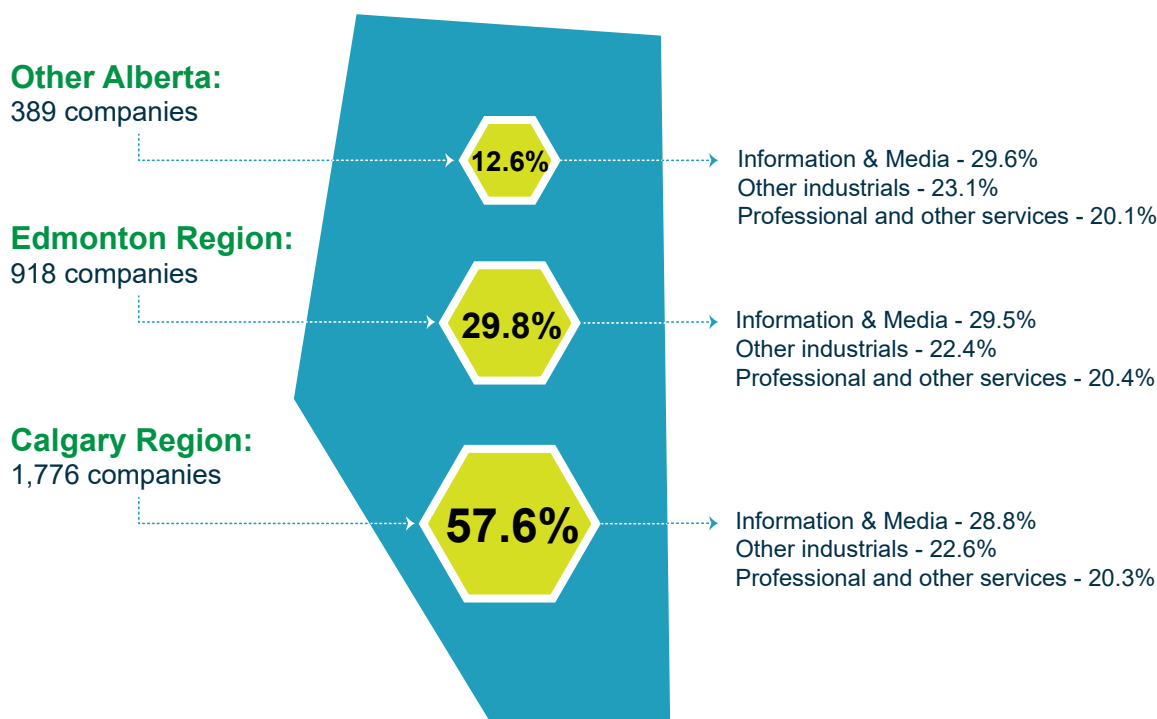 Other Alberta:
389 companies
12.6%
Information & Media - 29.6%
Other industrials - 23.1%
Professional and other services - 20.1%
Edmonton Region:
918 companies
29.8%
Information & Media - 29.5%
Other industrials - 22.4%
Professional and other services - 20.4%
Calgary Region:
1,776 companies
57.6%
Information & Media - 28.8%
Other industrials - 22.6%
Professional and other services - 20.3%